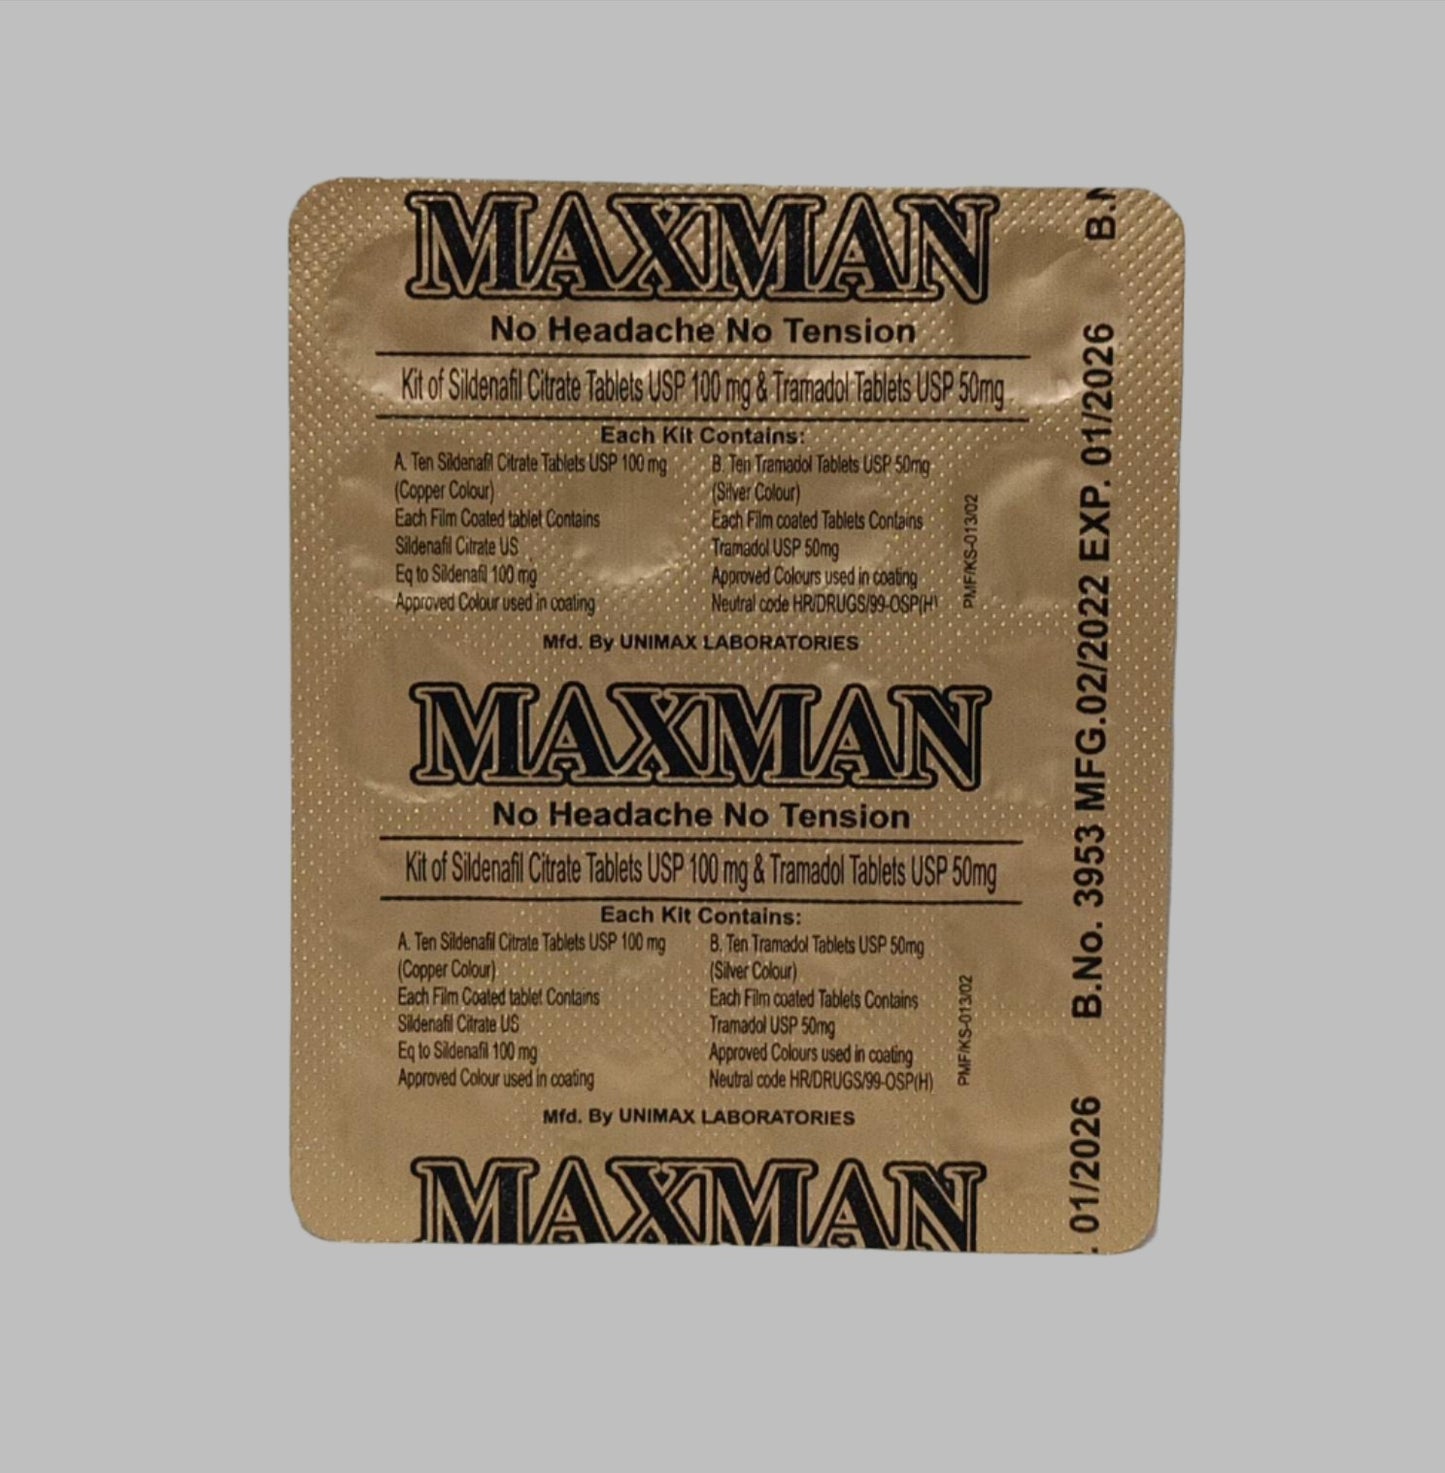 MAXMAN
No Headache No Tension
Kit of Sildenafil Citrate Tablets USP 100 mg & Tramadol Tablets USP 50mg
Each Kit Contains:
A. Ten Sildenafil Citrate Tablets USP 100 mg
(Copper Colour)
Each Film Coated tablet Contains
Sildenafil Citrate US
Eq to Sildenafil 100 mg
Approved Colour used in coating
B. Ten Tramadol Tablets USP 50mg
(Silver Colour)
Each Film coated Tablets Contains
Tramadol USP 50mg
Approved Colours used in coating
Neutral code HR/DRUGS/99-OSP(H)
PMF/KS-013/02
Mfd. By UNIMAX LABORATORIES
MAXMAN
No Headache No Tension
Kit of Sildenafil Citrate Tablets USP 100 mg & Tramadol Tablets USP 50mg
Each Kit Contains:
A. Ten Sildenafil Citrate Tablets USP 100 mg
(Copper Colour)
Each Film Coated tablet Contains
Sildenafil Citrate US
Eq to Sildenafil 100 mg
Approved Colour used in coating
B. Ten Tramadol Tablets USP 50mg
(Silver Colour)
Each Film coated Tablets Contains
Tramadol USP 50mg
Approved Colours used in coating
Neutral code HR/DRUGS/99-OSP(H)
PMF/KS-013/02
Mfd. By UNIMAX LABORATORIES
MAXMAN
B.N
B.No. 3953 MFG.02/2022 EXP. 01/2026
. 01/2026